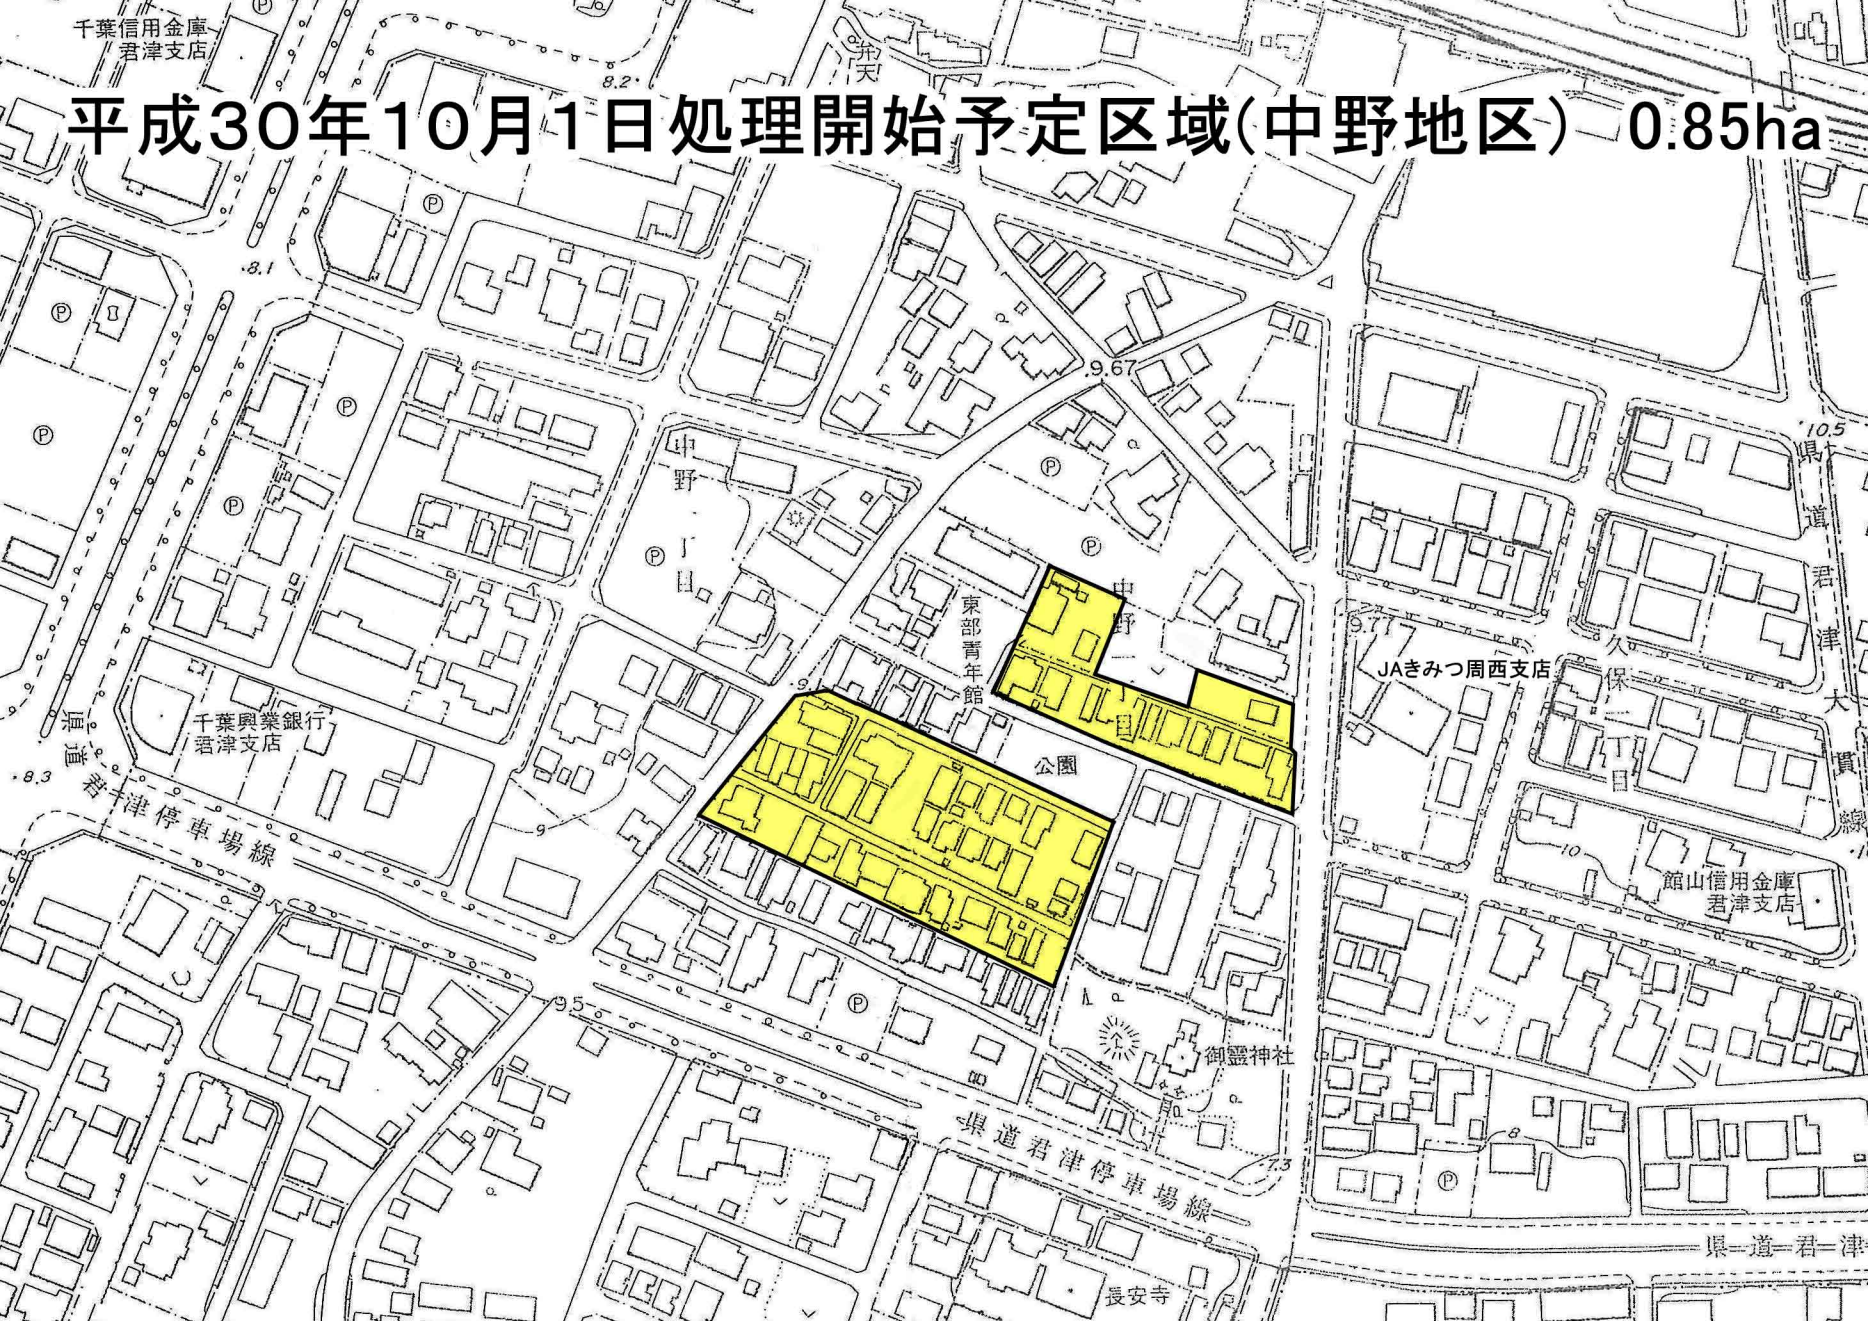 千葉信用金庫
君津支店
弁天
8.2
平成30年10月1日処理開始予定区域(中野地区) 0.85ha
8.1
9.67
10.5
中野一丁目
県道君津大貫線
東部青年館
中野一丁目
9.77
JAきみつ周西支店
久保一丁目
千葉興業銀行
君津支店
公園
8.3
県道君津停車場線
9
10
館山信用金庫
君津支店
9.5
御霊神社
県道君津停車場線
7.3
8
県道君津
長安寺